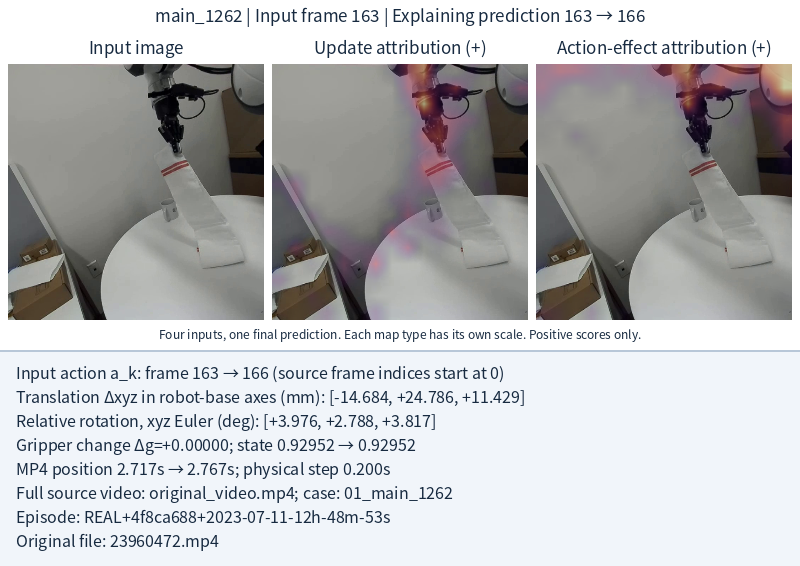 main_1262 | Input frame 163 | Explaining prediction 163 → 166
Input image
Update attribution (+)
Action-effect attribution (+)
Four inputs, one final prediction. Each map type has its own scale. Positive scores only.
Input action a_k: frame 163 → 166 (source frame indices start at 0)
Translation Δxyz in robot-base axes (mm): [-14.684, +24.786, +11.429]
Relative rotation, xyz Euler (deg): [+3.976, +2.788, +3.817]
Gripper change Δg=+0.00000; state 0.92952 → 0.92952
MP4 position 2.717s → 2.767s; physical step 0.200s
Full source video: original_video.mp4; case: 01_main_1262
Episode: REAL+4f8ca688+2023-07-11-12h-48m-53s
Original file: 23960472.mp4